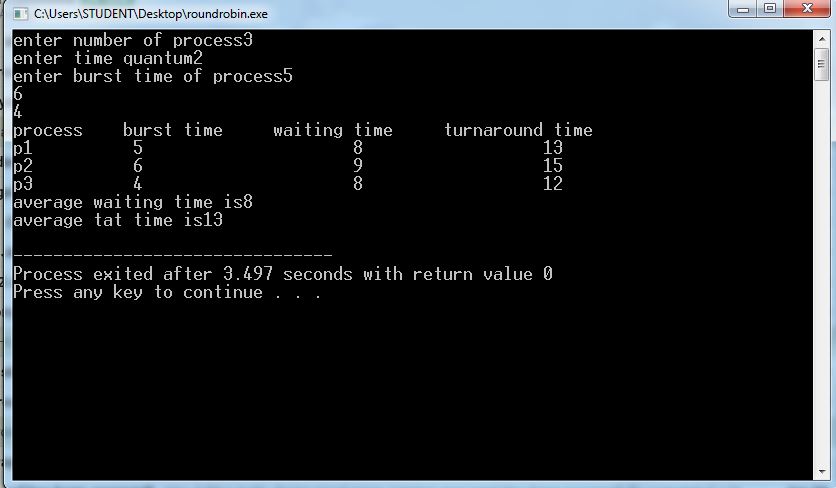 C:\Users\STUDENT\Desktop\roundrobin.exe
enter number of process3
enter time quantum2
enter burst time of process5
6
4
process burst time waiting time turnaround time
p1 5 8 13
p2 6 9 15
p3 4 8 12
average waiting time is8
average tat time is13
--------------------------------
Process exited after 3.497 seconds with return value 0
Press any key to continue . . .